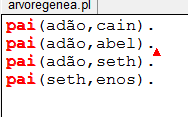 arvoregenea.pl
pai(adão,cain).
pai(adão,abel).
pai(adão,seth).
pai(seth,enos).